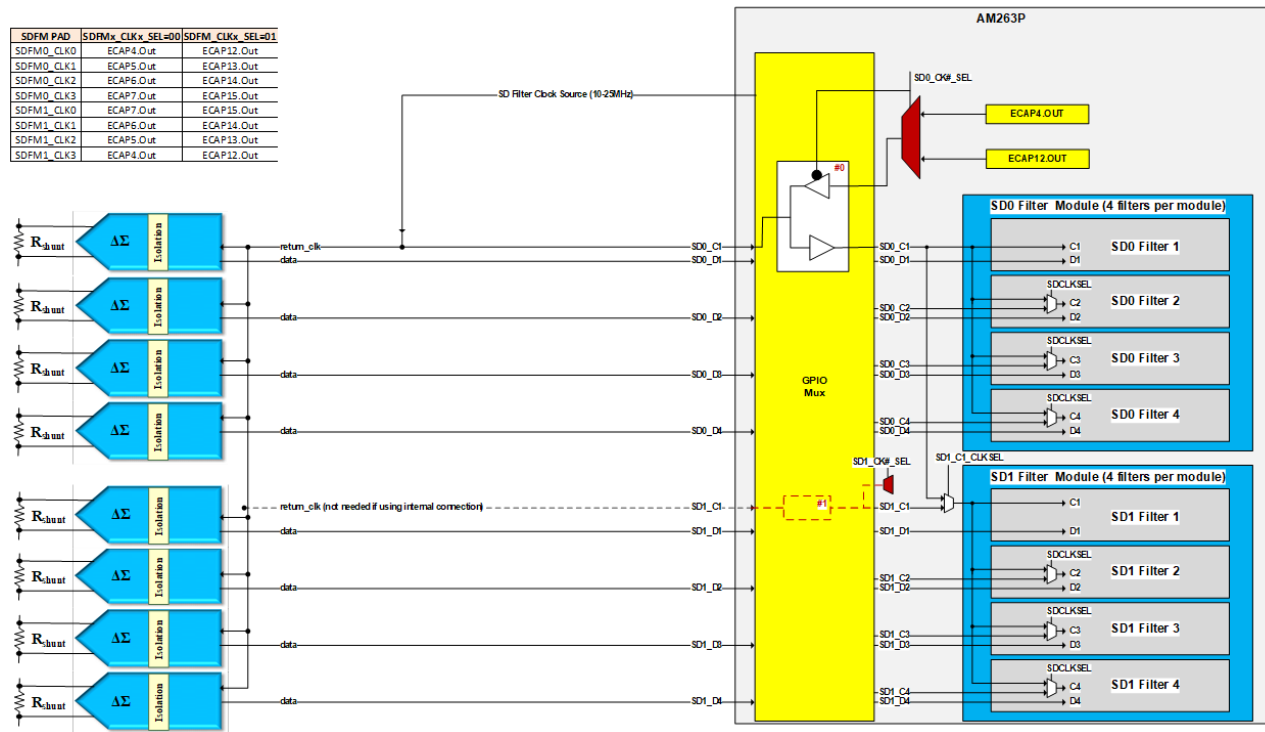 AM263P
SDFM PAD SDFMx_CLKx_SEL=00 SDFM_CLKx_SEL=01
SDFM0_CLK0 ECAP4.Out ECAP12.Out
SDFM0_CLK1 ECAP5.Out ECAP13.Out
SDFM0_CLK2 ECAP6.Out ECAP14.Out
SDFM0_CLK3 ECAP7.Out ECAP15.Out
SDFM1_CLK0 ECAP7.Out ECAP15.Out
SDFM1_CLK1 ECAP6.Out ECAP14.Out
SDFM1_CLK2 ECAP5.Out ECAP13.Out
SDFM1_CLK3 ECAP4.Out ECAP12.Out
SD Filter Clock Source (10-25MHz)
SD0_CK#_SEL
ECAP4.OUT
ECAP12.OUT
#0
GPIO
Mux
Rshunt ΔΣ Isolation
return_clk SD0_C1
data SD0_D1
Rshunt ΔΣ Isolation
data SD0_D2
Rshunt ΔΣ Isolation
data SD0_D3
Rshunt ΔΣ Isolation
data SD0_D4
SD0 Filter Module (4 filters per module)
SD0_C1 C1 SD0 Filter 1
SD0_D1 D1
SDCLKSEL SD0 Filter 2
SD0_C2 C2
SD0_D2 D2
SDCLKSEL SD0 Filter 3
SD0_C3 C3
SD0_D3 D3
SDCLKSEL SD0 Filter 4
SD0_C4 C4
SD0_D4 D4
SD1_CK#_SEL
SD1_C1_CLKSEL
#1
Rshunt ΔΣ Isolation
return_clk (not needed if using internal connection) SD1_C1
data SD1_D1
Rshunt ΔΣ Isolation
data SD1_D2
Rshunt ΔΣ Isolation
data SD1_D3
Rshunt ΔΣ Isolation
data SD1_D4
SD1 Filter Module (4 filters per module)
SD1_C1 C1 SD1 Filter 1
SD1_D1 D1
SDCLKSEL SD1 Filter 2
SD1_C2 C2
SD1_D2 D2
SDCLKSEL SD1 Filter 3
SD1_C3 C3
SD1_D3 D3
SDCLKSEL SD1 Filter 4
SD1_C4 C4
SD1_D4 D4